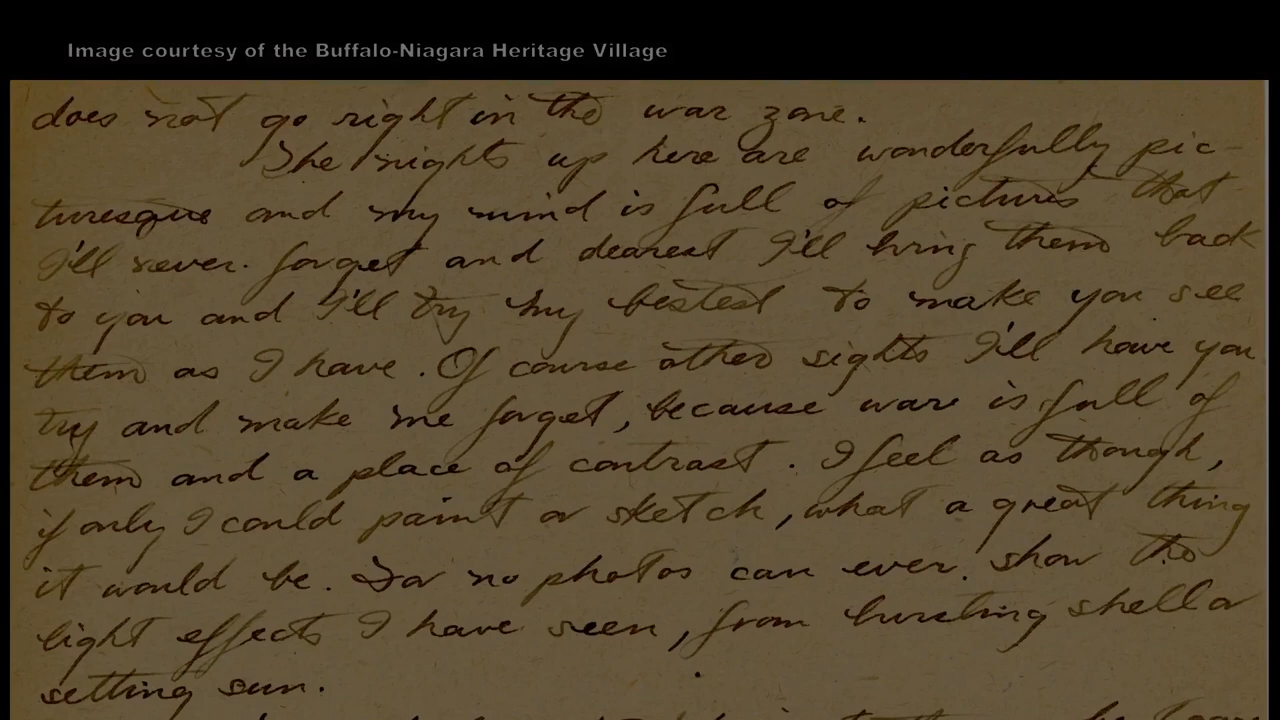 Image courtesy of the Buffalo-Niagara Heritage Village
does not go right in the war zone.
The nights up here are wonderfully pic-
turesque and my mind is full of pictures that
I'll never forget and dearest I'll bring them back
to you and I'll try my bestest to make you see
them as I have. Of course other sights I'll have you
try and make me forget, because war is full of
them and a place of contrast. I feel as though,
if only I could paint or sketch, what a great thing
it would be. For no photos can ever show the
light effects I have seen, from bursting shell or
setting sun.